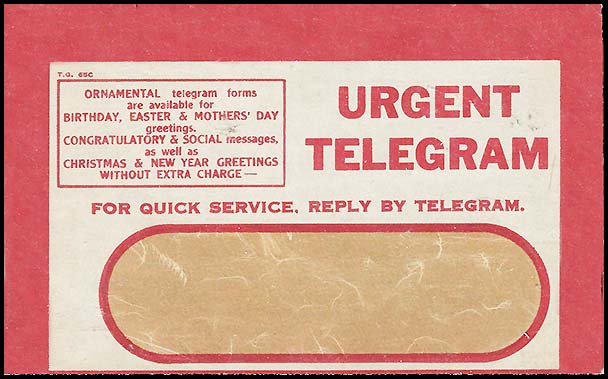 T.G. 65C
ORNAMENTAL telegram forms
are available for
BIRTHDAY, EASTER & MOTHERS' DAY
greetings.
CONGRATULATORY & SOCIAL messages,
as well as
CHRISTMAS & NEW YEAR GREETINGS
WITHOUT EXTRA CHARGE—
URGENT
TELEGRAM
FOR QUICK SERVICE, REPLY BY TELEGRAM.